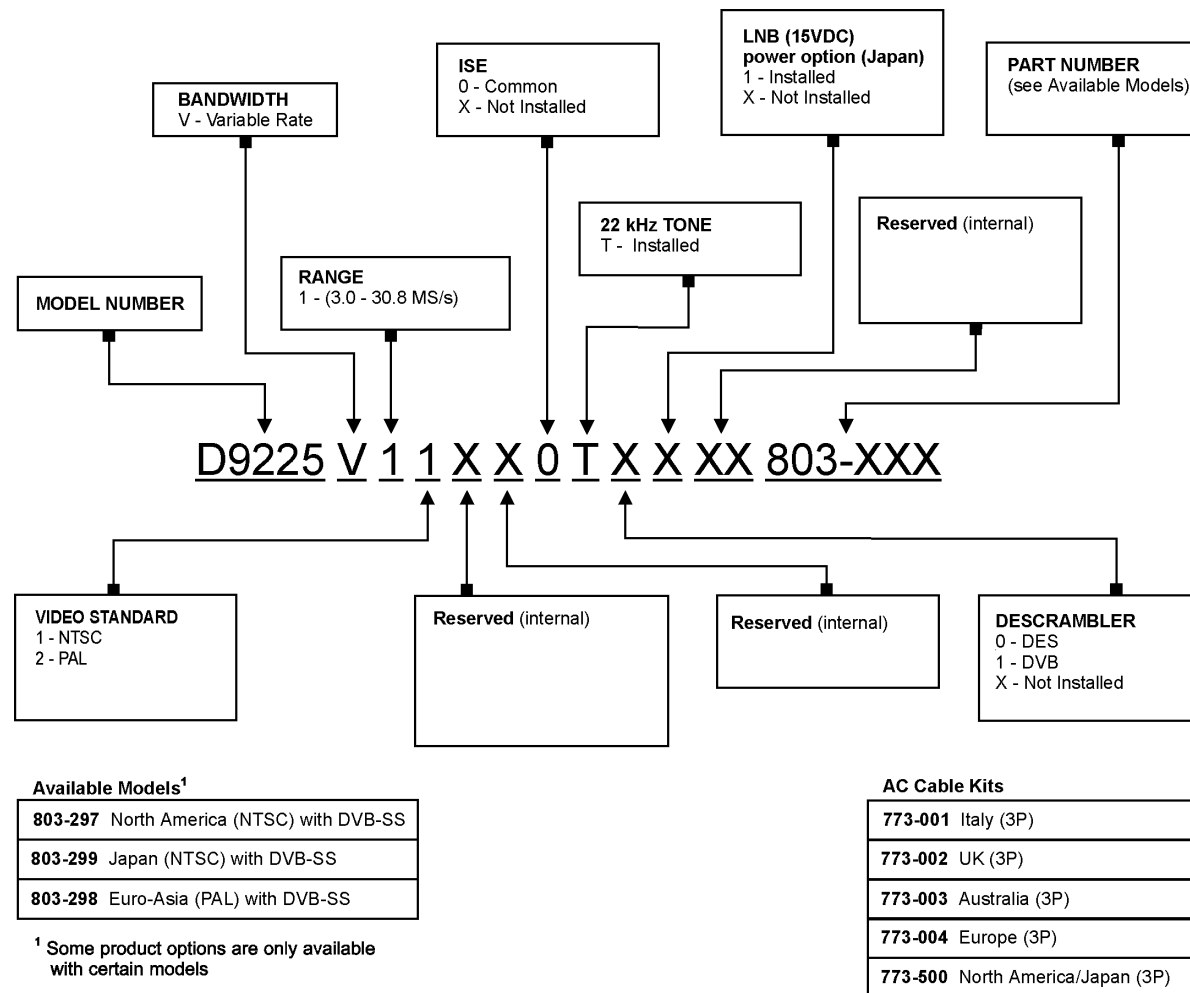 LNB (15VDC)
power option (Japan)
1 - Installed
X - Not Installed
ISE
0 - Common
X - Not Installed
PART NUMBER
(see Available Models)
BANDWIDTH
V - Variable Rate
22 kHz TONE
T - Installed
Reserved (internal)
RANGE
1 - (3.0 - 30.8 MS/s)
MODEL NUMBER
D9225 V 1 1 X X 0 T X X XX 803-XXX
VIDEO STANDARD
1 - NTSC
2 - PAL
Reserved (internal)
Reserved (internal)
DESCRAMBLER
0 - DES
1 - DVB
X - Not Installed
Available Models1
803-297 North America (NTSC) with DVB-SS
803-299 Japan (NTSC) with DVB-SS
803-298 Euro-Asia (PAL) with DVB-SS
1 Some product options are only available
with certain models
AC Cable Kits
773-001 Italy (3P)
773-002 UK (3P)
773-003 Australia (3P)
773-004 Europe (3P)
773-500 North America/Japan (3P)